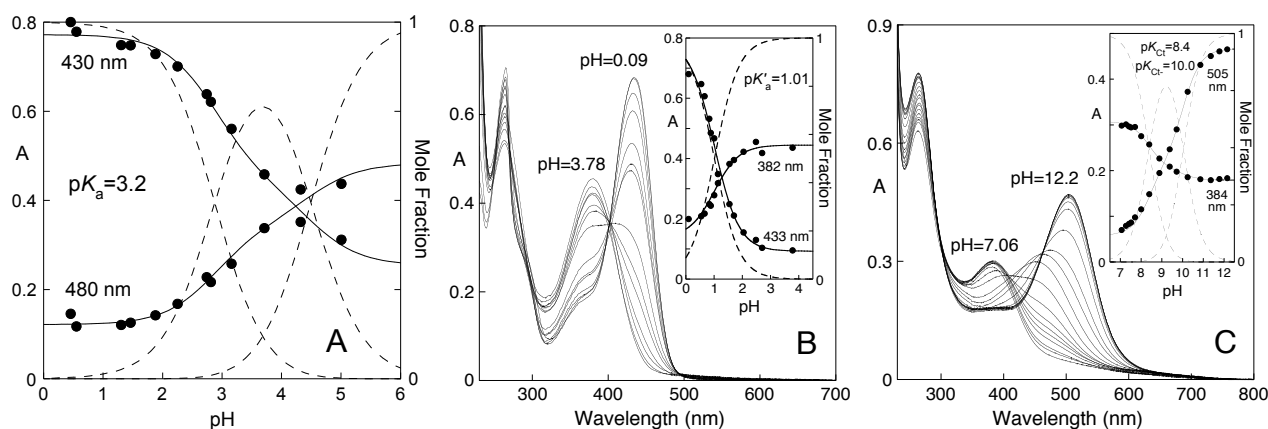 0.8
0.6
A
0.4
0.2
0
430 nm
pKa=3.2
480 nm
A
1
Mole Fraction
0
0 1 2 3 4 5 6
pH
0.8
0.6
A
0.4
0.2
0
pH=0.09
pH=3.78
B
300 400 500 600 700
Wavelength (nm)
0.8
0.6
A
0.4
0.2
0
pK'a=1.01
382 nm
433 nm
1
Mole Fraction
0
0 1 2 3 4
pH
0.9
0.6
A
0.3
0
pH=12.2
pH=7.06
C
300 400 500 600 700 800
Wavelength (nm)
0.4
A
0.2
0
pKCt=8.4
pKCt-=10.0
505
nm
384
nm
1
Mole Fraction
0
7 8 9 10 11 12
pH